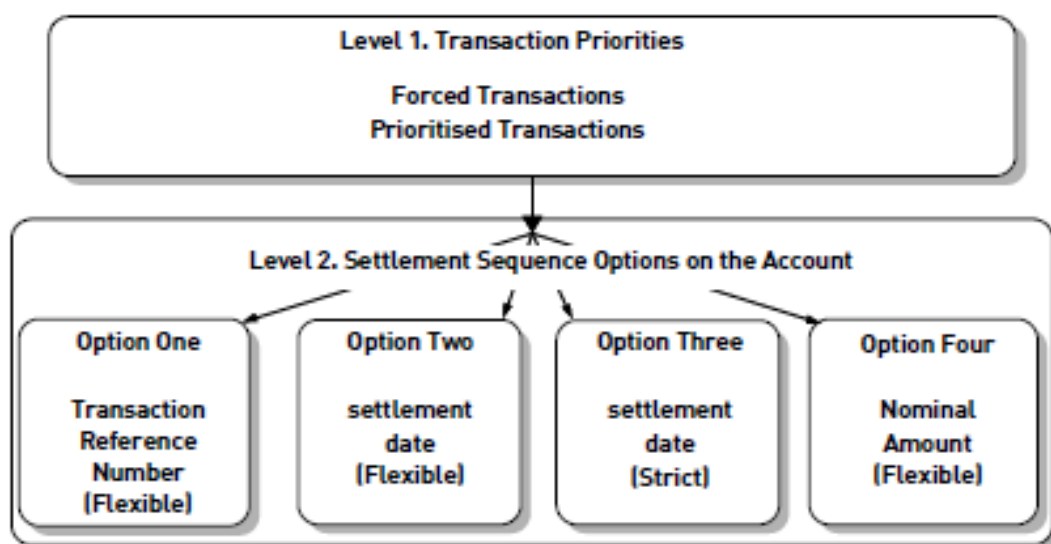 Level 1. Transaction Priorities
Forced Transactions
Prioritised Transactions
Level 2. Settlement Sequence Options on the Account
Option One
Transaction
Reference
Number
(Flexible)
Option Two
settlement
date
(Flexible)
Option Three
settlement
date
(Strict)
Option Four
Nominal
Amount
(Flexible)